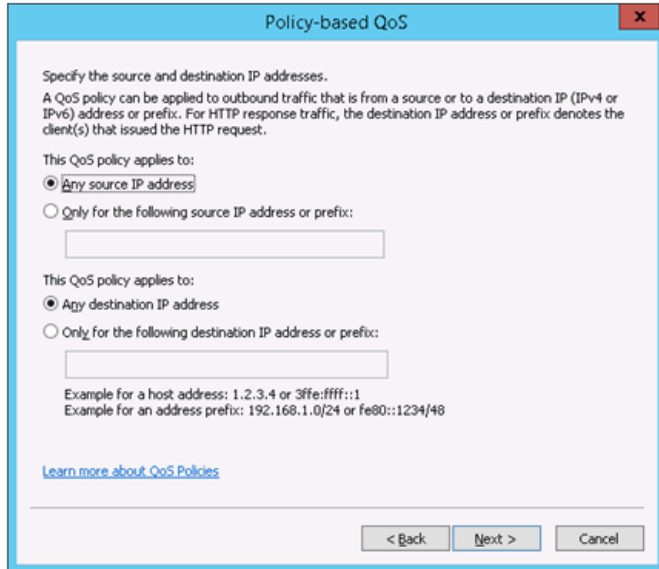 Policy-based QoS
x
Specify the source and destination IP addresses.
A QoS policy can be applied to outbound traffic that is from a source or to a destination IP (IPv4 or
IPv6) address or prefix. For HTTP response traffic, the destination IP address or prefix denotes the
client(s) that issued the HTTP request.
This QoS policy applies to:
Any source IP address
Only for the following source IP address or prefix:
This QoS policy applies to:
Any destination IP address
Only for the following destination IP address or prefix:
Example for a host address: 1.2.3.4 or 3ffe:ffff::1
Example for an address prefix: 192.168.1.0/24 or fe80::1234/48
Learn more about QoS Policies
< Back
Next >
Cancel